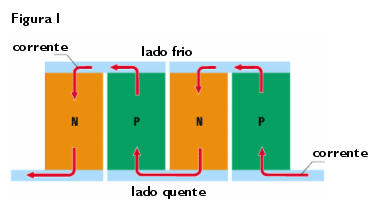 Figura I
corrente
lado frio
N P N P
corrente
lado quente